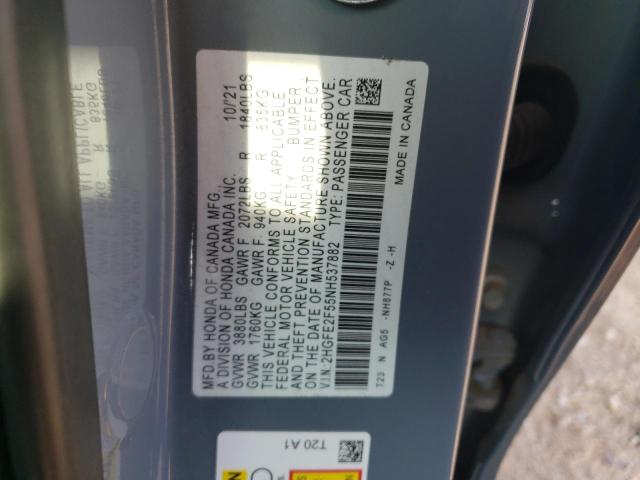 MFD BY HONDA OF CANADA MFG. 10/'21
A DIVISION OF HONDA CANADA INC.
GVWR 3880LBS GAWR F 2072LBS R 1840LBS
GVWR 1760KG GAWR F 940KG R 835KG
THIS VEHICLE CONFORMS TO ALL APPLICABLE
FEDERAL MOTOR VEHICLE SAFETY BUMPER
AND THEFT PREVENTION STANDARDS IN EFFECT
ON THE DATE OF MANUFACTURE SHOWN ABOVE.
V.I.N: 2HGFE2F55NH537882 TYPE: PASSENGER CAR
T23 N AG5 -NH877P -Z-H
MADE IN CANADA
T20 A1